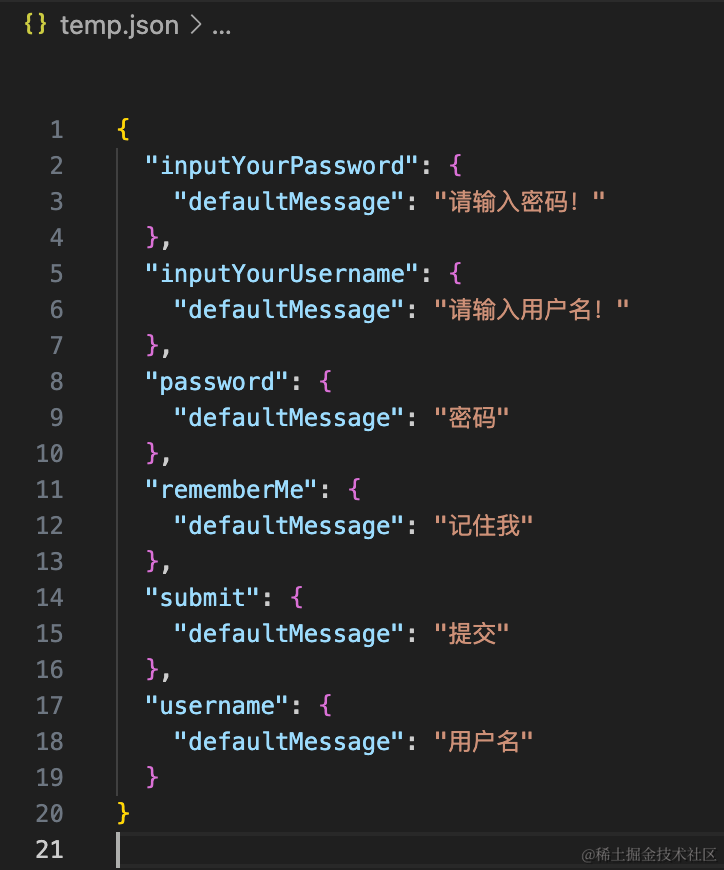 {} temp.json > ...
1 {
2 "inputYourPassword": {
3 "defaultMessage": "请输入密码！"
4 },
5 "inputYourUsername": {
6 "defaultMessage": "请输入用户名！"
7 },
8 "password": {
9 "defaultMessage": "密码"
10 },
11 "rememberMe": {
12 "defaultMessage": "记住我"
13 },
14 "submit": {
15 "defaultMessage": "提交"
16 },
17 "username": {
18 "defaultMessage": "用户名"
19 }
20 }
21
@稀土掘金技术社区